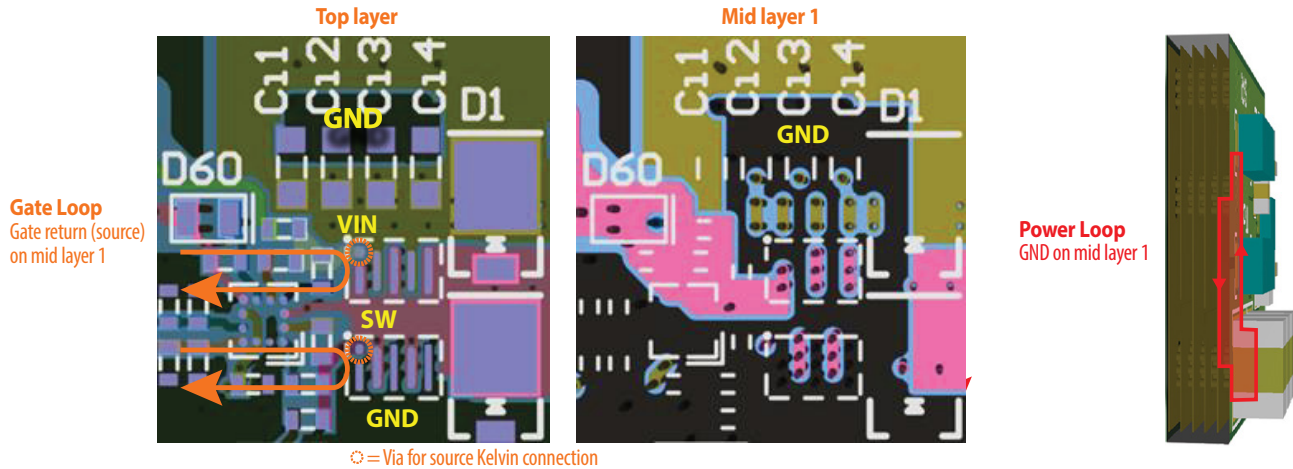 Top layer
Mid layer 1
C11
C12
C13
C14
GND
D1
D60
VIN
SW
GND
C11
C12
C13
C14
GND
D1
D60
Gate Loop
Gate return (source)
on mid layer 1
Power Loop
GND on mid layer 1
= Via for source Kelvin connection